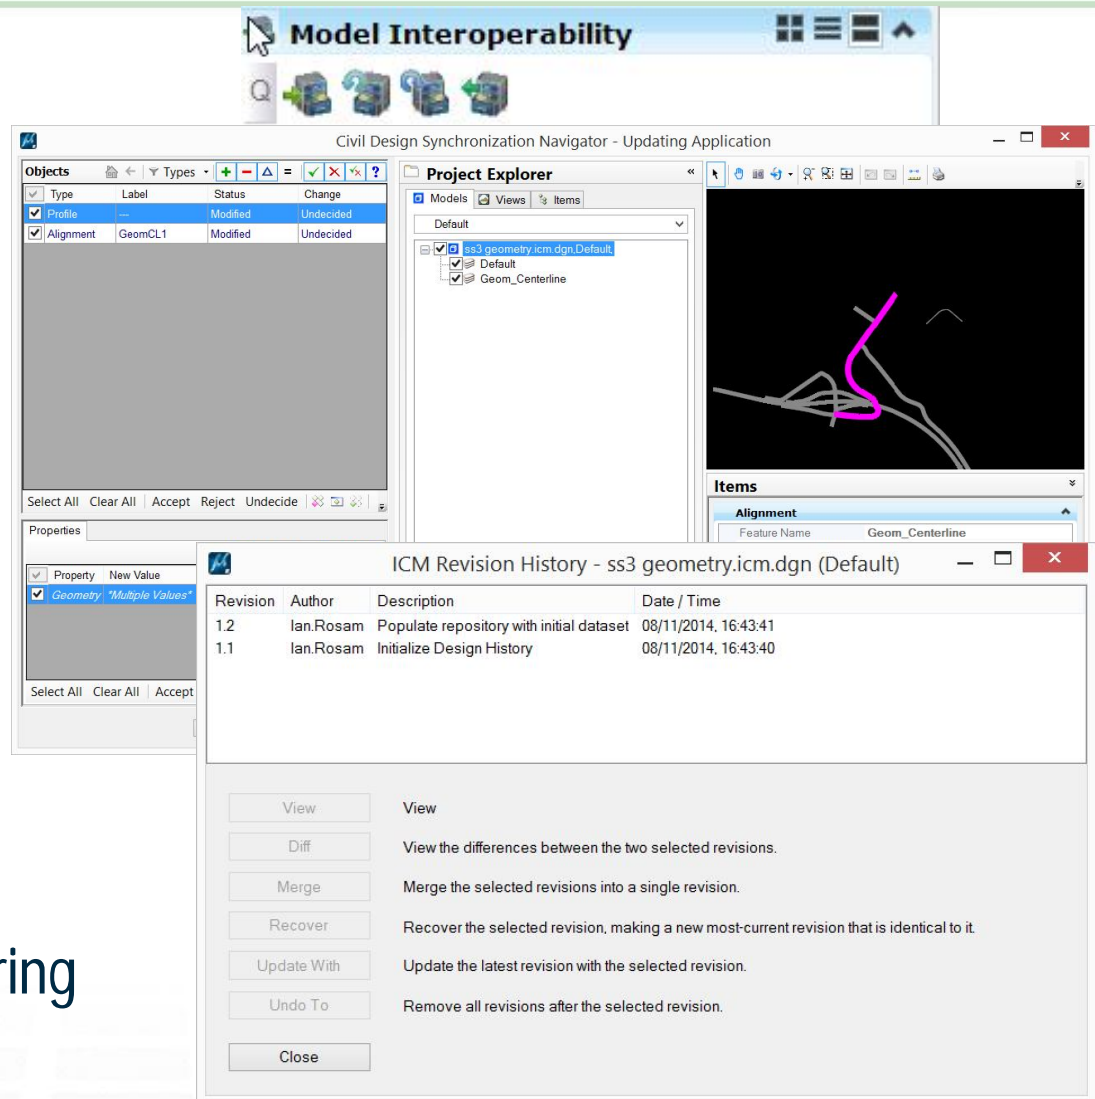 Model Interoperability
Q
Civil Design Synchronization Navigator - Updating Application
Objects Types ?
Type Label Status Change
Profile --- Modified Undecided
Alignment GeomCL1 Modified Undecided
Select All Clear All Accept Reject Undecide
Properties
Property New Value
Geometry *Multiple Values*
Select All Clear All Accept
Project Explorer
Models Views Items
Default
ss3 geometry.icm.dgn,Default,
Default
Geom_Centerline
Items
Alignment
Feature Name Geom_Centerline
ICM Revision History - ss3 geometry.icm.dgn (Default)
Revision Author Description Date / Time
1.2 Ian.Rosam Populate repository with initial dataset 08/11/2014, 16:43:41
1.1 Ian.Rosam Initialize Design History 08/11/2014, 16:43:40
View View
Diff View the differences between the two selected revisions.
Merge Merge the selected revisions into a single revision.
Recover Recover the selected revision, making a new most-current revision that is identical to it.
Update With Update the latest revision with the selected revision.
Undo To Remove all revisions after the selected revision.
Close
ring